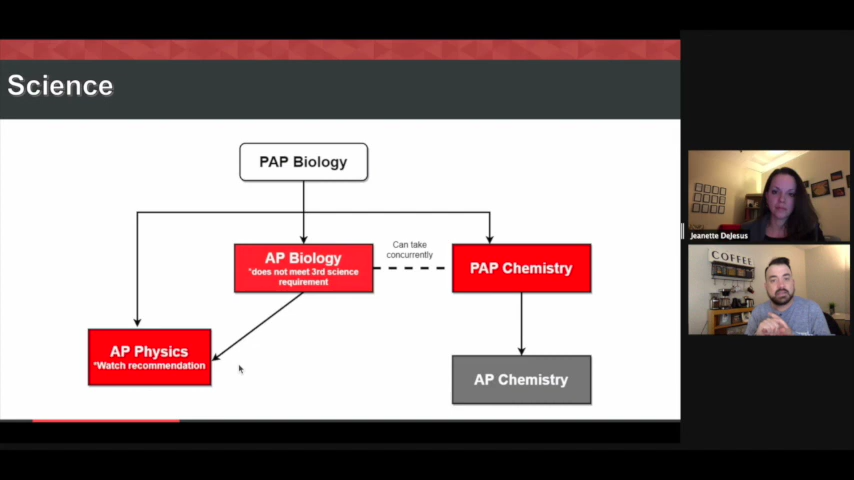 Science
PAP Biology
AP Biology
*does not meet 3rd science
requirement
Can take
concurrently
PAP Chemistry
AP Physics
*Watch recommendation
AP Chemistry
Jeanette DeJesus
COFFEE